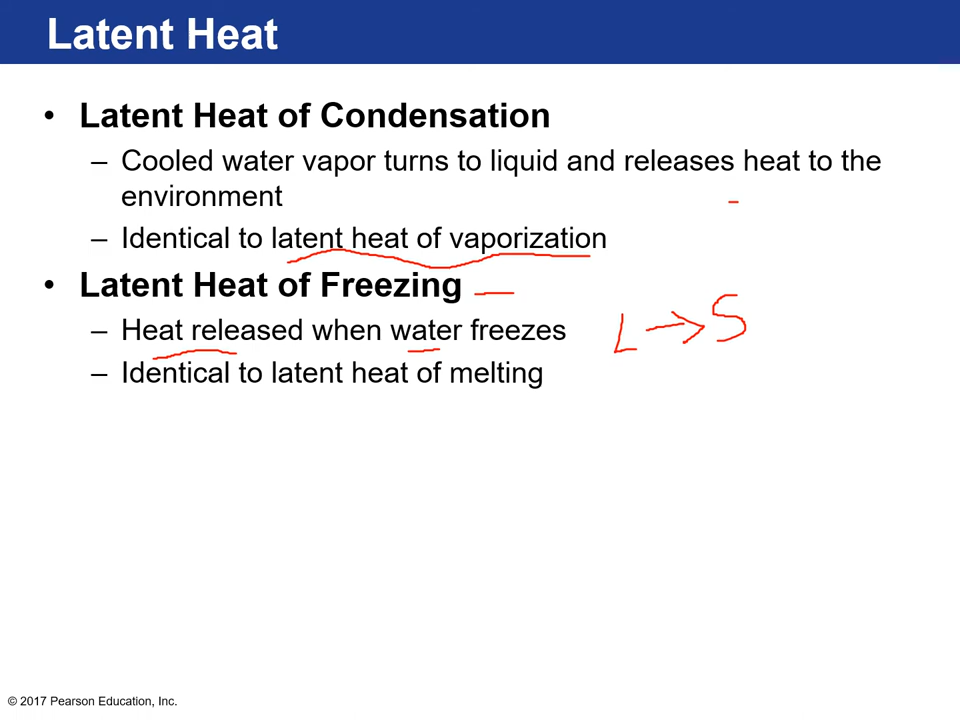 Latent Heat
• Latent Heat of Condensation
– Cooled water vapor turns to liquid and releases heat to the
environment
– Identical to latent heat of vaporization
• Latent Heat of Freezing
– Heat released when water freezes L → S
– Identical to latent heat of melting
© 2017 Pearson Education, Inc.